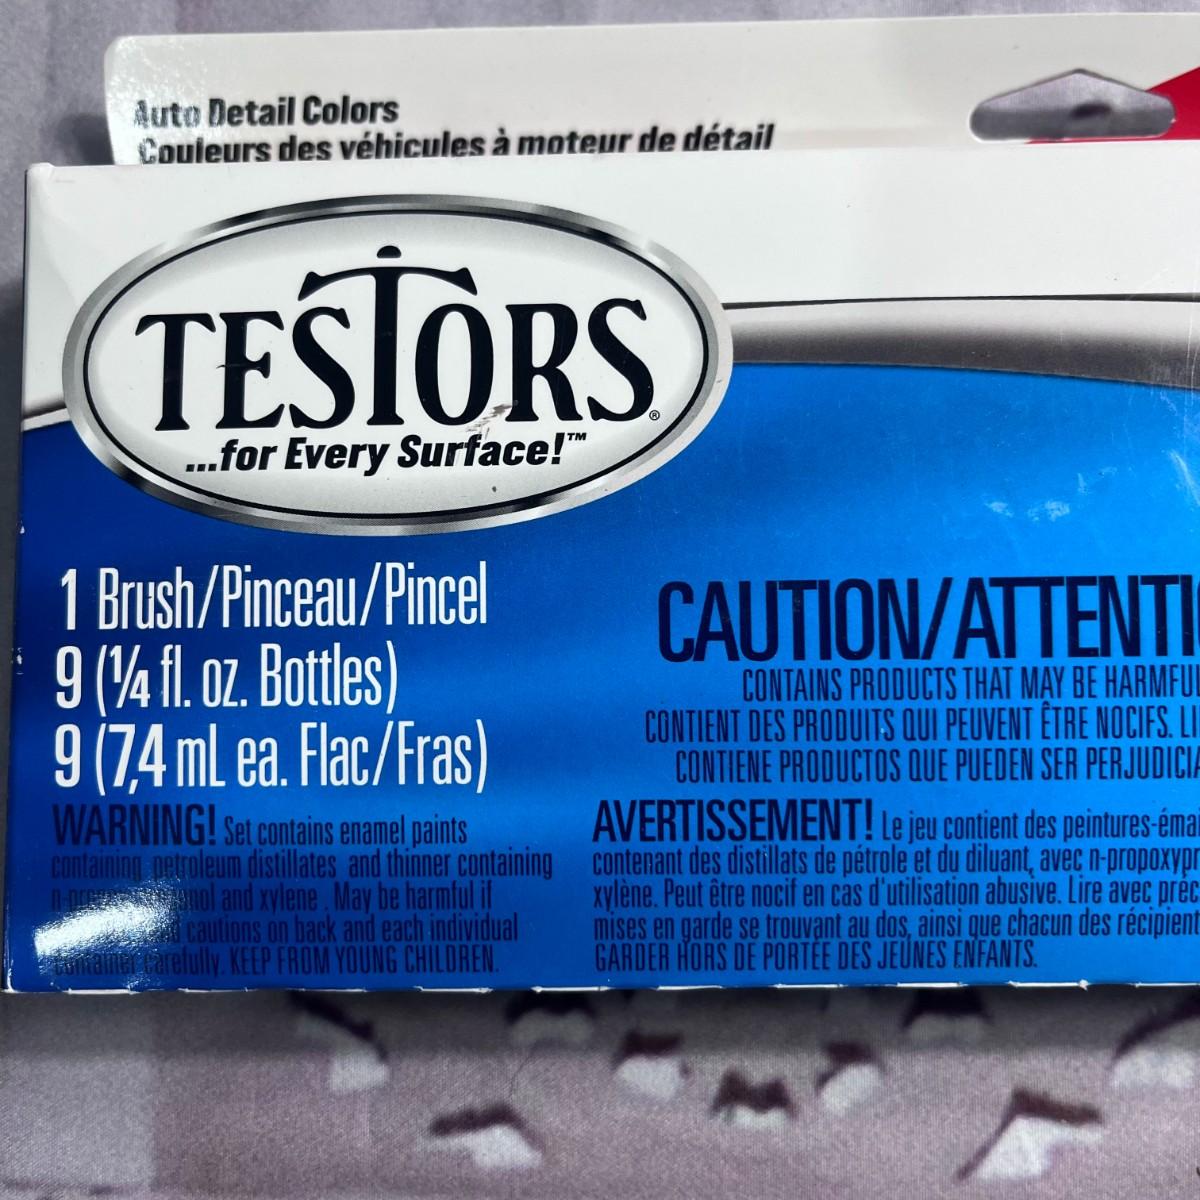 Auto Detail Colors
Couleurs des véhicules à moteur de détail
TESTORS®
...for Every Surface!™
1 Brush/Pinceau/Pincel
9 (¼ fl. oz. Bottles)
9 (7,4 mL ea. Flac/Fras)
CAUTION/ATTENTI
CONTAINS PRODUCTS THAT MAY BE HARMFUL
CONTIENT DES PRODUITS QUI PEUVENT ÊTRE NOCIFS. LI
CONTIENE PRODUCTOS QUE PUEDEN SER PERJUDICIA
WARNING! Set contains enamel paints
containing petroleum distillates and thinner containing
and xylene . May be harmful if
cautions on back and each individual
container carefully. KEEP FROM YOUNG CHILDREN.
AVERTISSEMENT! Le jeu contient des peintures-émai
contenant des distillats de pétrole et du diluant, avec n-propoxypr
xylène. Peut être nocif en cas d'utilisation abusive. Lire avec préc
mises en garde se trouvant au dos, ainsi que chacun des récipient
GARDER HORS DE PORTÉE DES JEUNES ENFANTS.